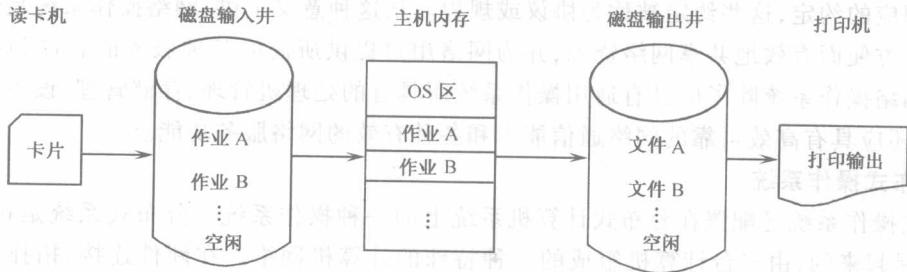 读卡机
磁盘输入井
主机内存
磁盘输出井
打印机
卡片
作业 A
作业 B
⋮
空闲
OS 区
作业 A
作业 B
⋮
文件 A
文件 B
⋮
空闲
打印输出